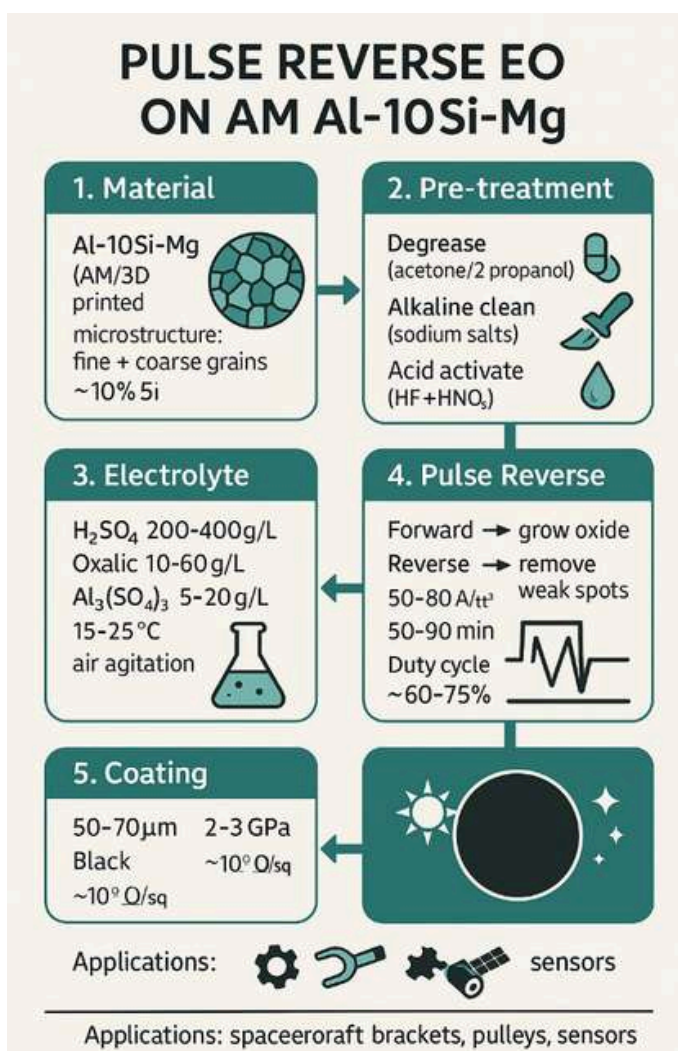 PULSE REVERSE EO
ON AM Al-10Si-Mg
1. Material
Al-10Si-Mg
(AM/3D
printed
microstructure:
fine + coarse grains
~10% 5i
2. Pre-treatment
Degrease
(acetone/2 propanol)
Alkaline clean
(sodium salts)
Acid activate
(HF+HNOₛ)
3. Electrolyte
H₂SO₄ 200-400g/L
Oxalic 10-60g/L
Al₃(SO₄)₃ 5-20g/L
15-25°C
air agitation
4. Pulse Reverse
Forward → grow oxide
Reverse → remove
weak spots
50-80 A/tt³
50-90 min
Duty cycle
~60-75%
5. Coating
50-70µm 2-3 GPa
Black ~10⁹ O/sq
~10⁹ O/sq
Applications: sensors
Applications: spaceeroraft brackets, pulleys, sensors